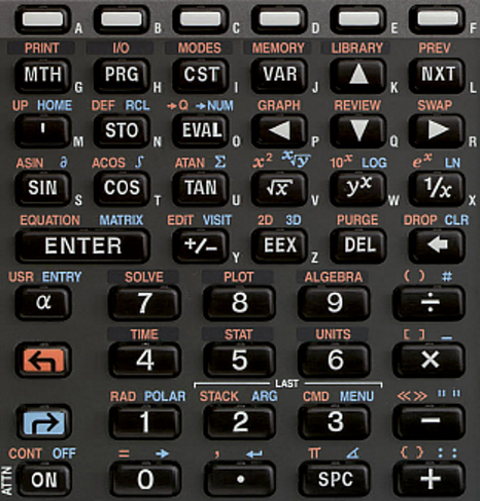 A B C D E F
PRINT I/O MODES MEMORY LIBRARY PREV
MTH G PRG H CST I VAR J ▲ K NXT L
UP HOME DEF RCL →Q →NUM GRAPH REVIEW SWAP
' M STO N EVAL O ◀ P ▼ Q ▶ R
ASIN ∂ ACOS ∫ ATAN Σ x² ˣ√y 10ˣ LOG eˣ LN
SIN S COS T TAN U √x V yˣ W 1/x X
EQUATION MATRIX EDIT VISIT 2D 3D PURGE DROP CLR
ENTER +/− Y EEX Z DEL ←
USR ENTRY SOLVE PLOT ALGEBRA ( ) #
α 7 8 9 ÷
TIME STAT UNITS [ ] _
↰ 4 5 6 ×
LAST
RAD POLAR STACK ARG CMD MENU «» " "
↱ 1 2 3 −
CONT OFF = → , ↵ π ∡ { } : :
ATTN ON 0 . SPC +